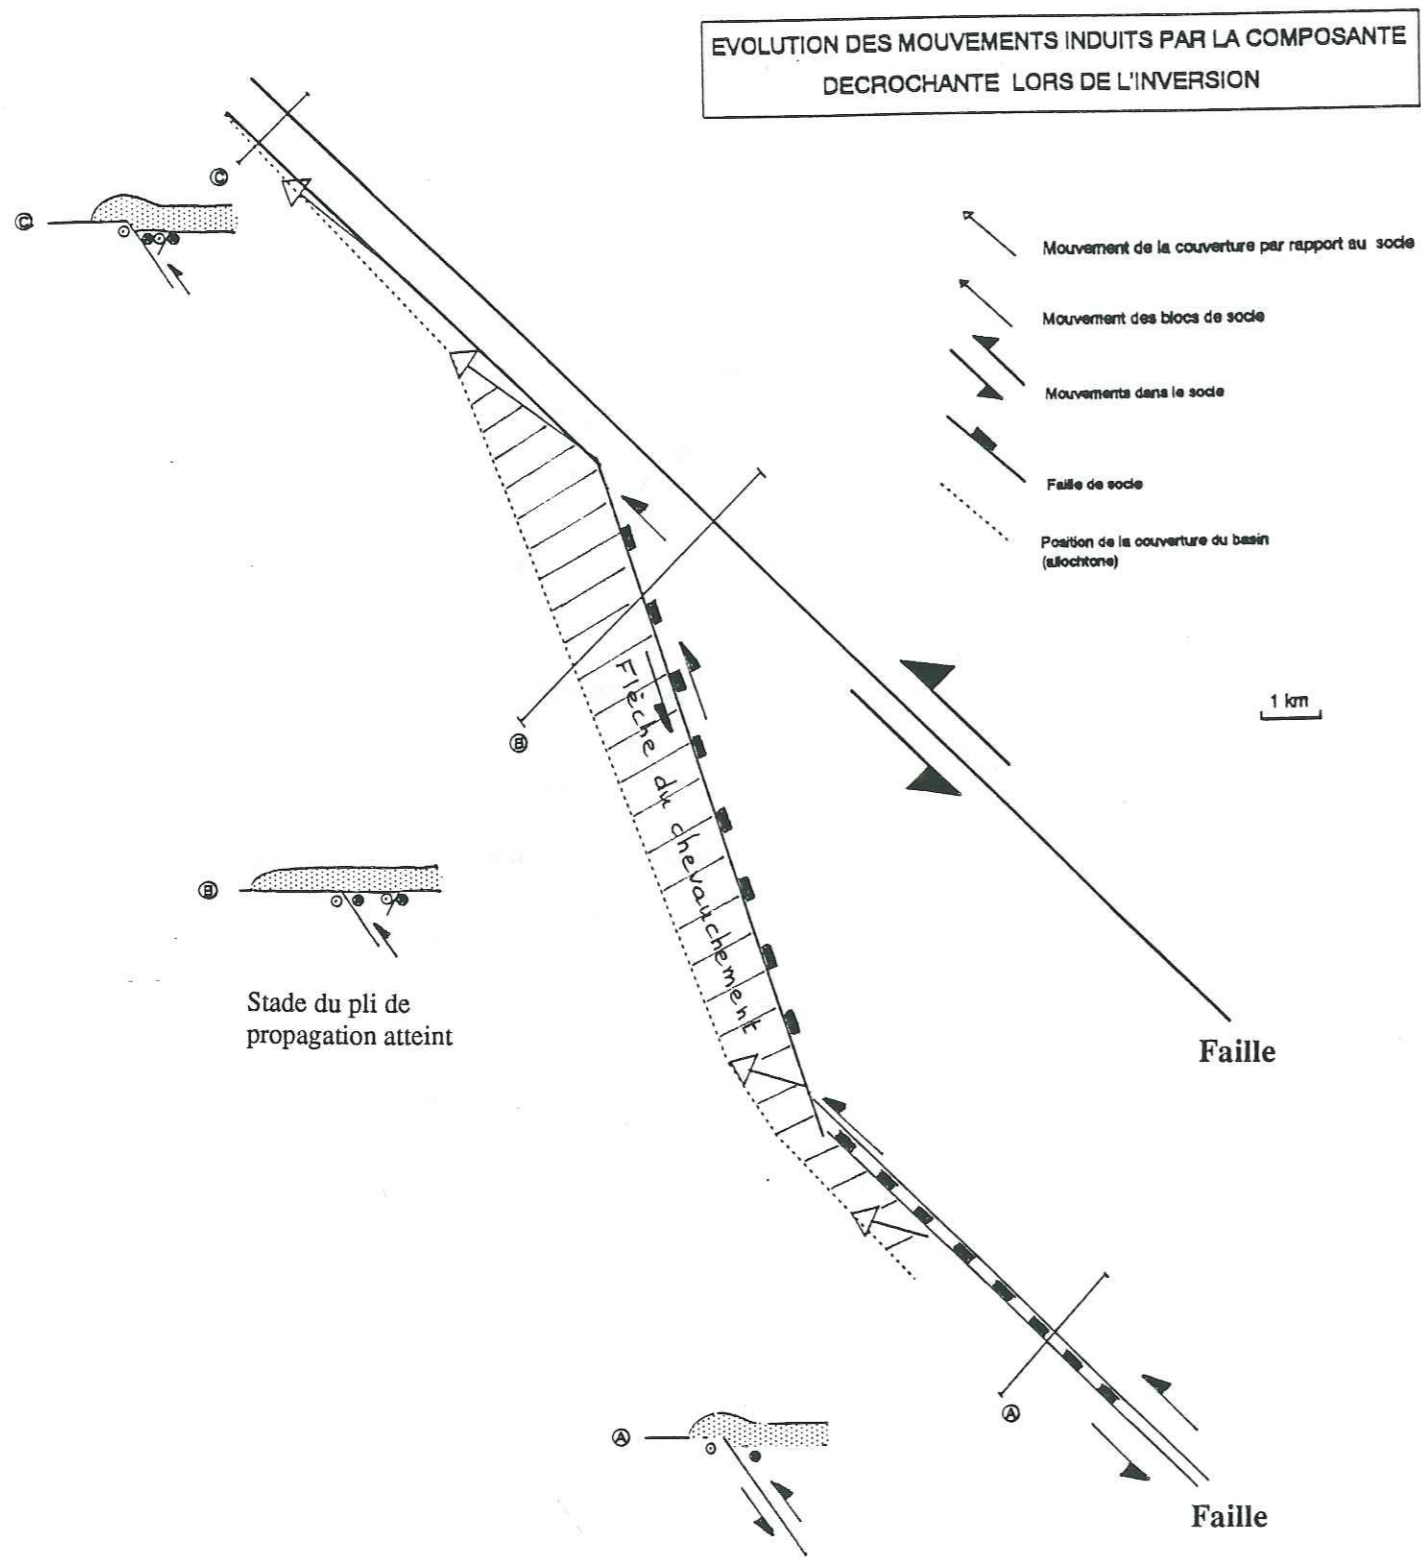 EVOLUTION DES MOUVEMENTS INDUITS PAR LA COMPOSANTE
DECROCHANTE LORS DE L'INVERSION
C
C
Mouvement de la couverture par rapport au socle
Mouvement des blocs de socle
Mouvements dans le socle
Faille de socle
Position de la couverture du basin
(allochtone)
1 km
Flèche du chevauchement
B
B
Stade du pli de
propagation atteint
Faille
A
A
Faille